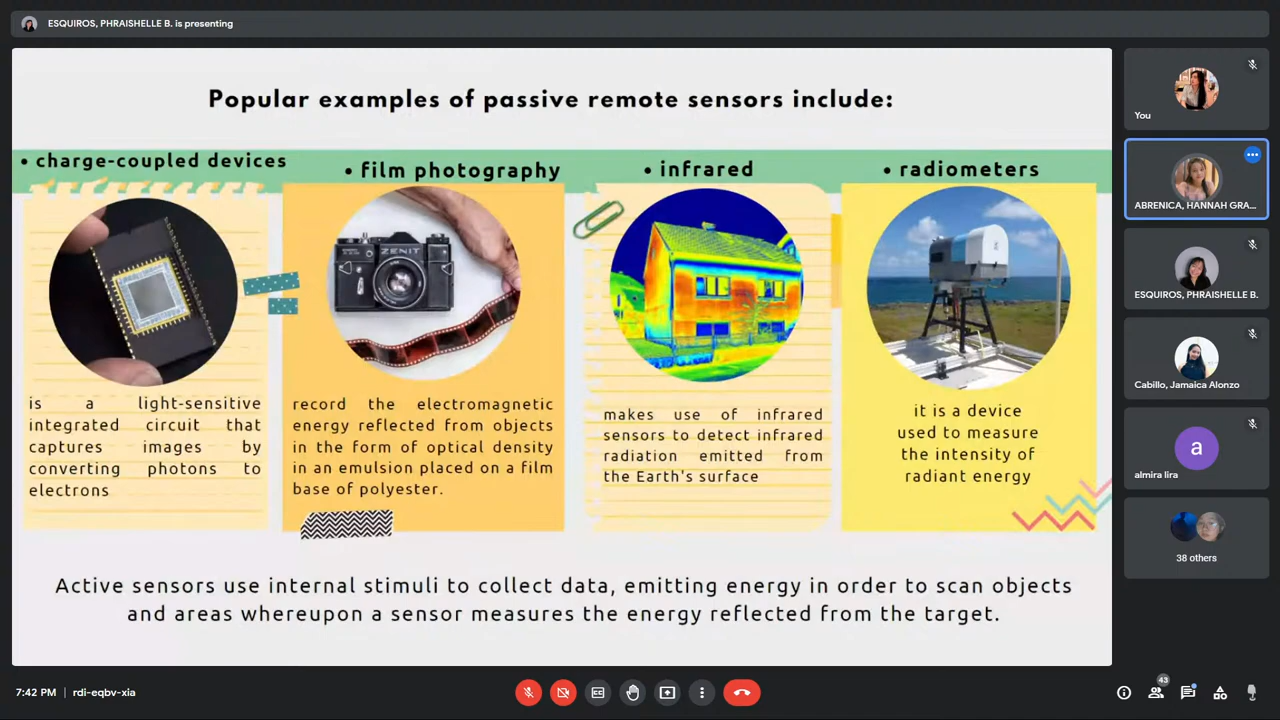 ESQUIROS, PHRAISHELLE B. is presenting
Popular examples of passive remote sensors include:
• charge-coupled devices
is a light-sensitive
integrated circuit that
captures images by
converting photons to
electrons
• film photography
ZENIT
record the electromagnetic
energy reflected from objects
in the form of optical density
in an emulsion placed on a film
base of polyester.
• infrared
makes use of infrared
sensors to detect infrared
radiation emitted from
the Earth's surface
• radiometers
it is a device
used to measure
the intensity of
radiant energy
Active sensors use internal stimuli to collect data, emitting energy in order to scan objects
and areas whereupon a sensor measures the energy reflected from the target.
You
ABRENICA, HANNAH GRA...
ESQUIROS, PHRAISHELLE B.
Cabillo, Jamaica Alonzo
a
almira lira
38 others
7:42 PM | rdi-eqbv-xia
43